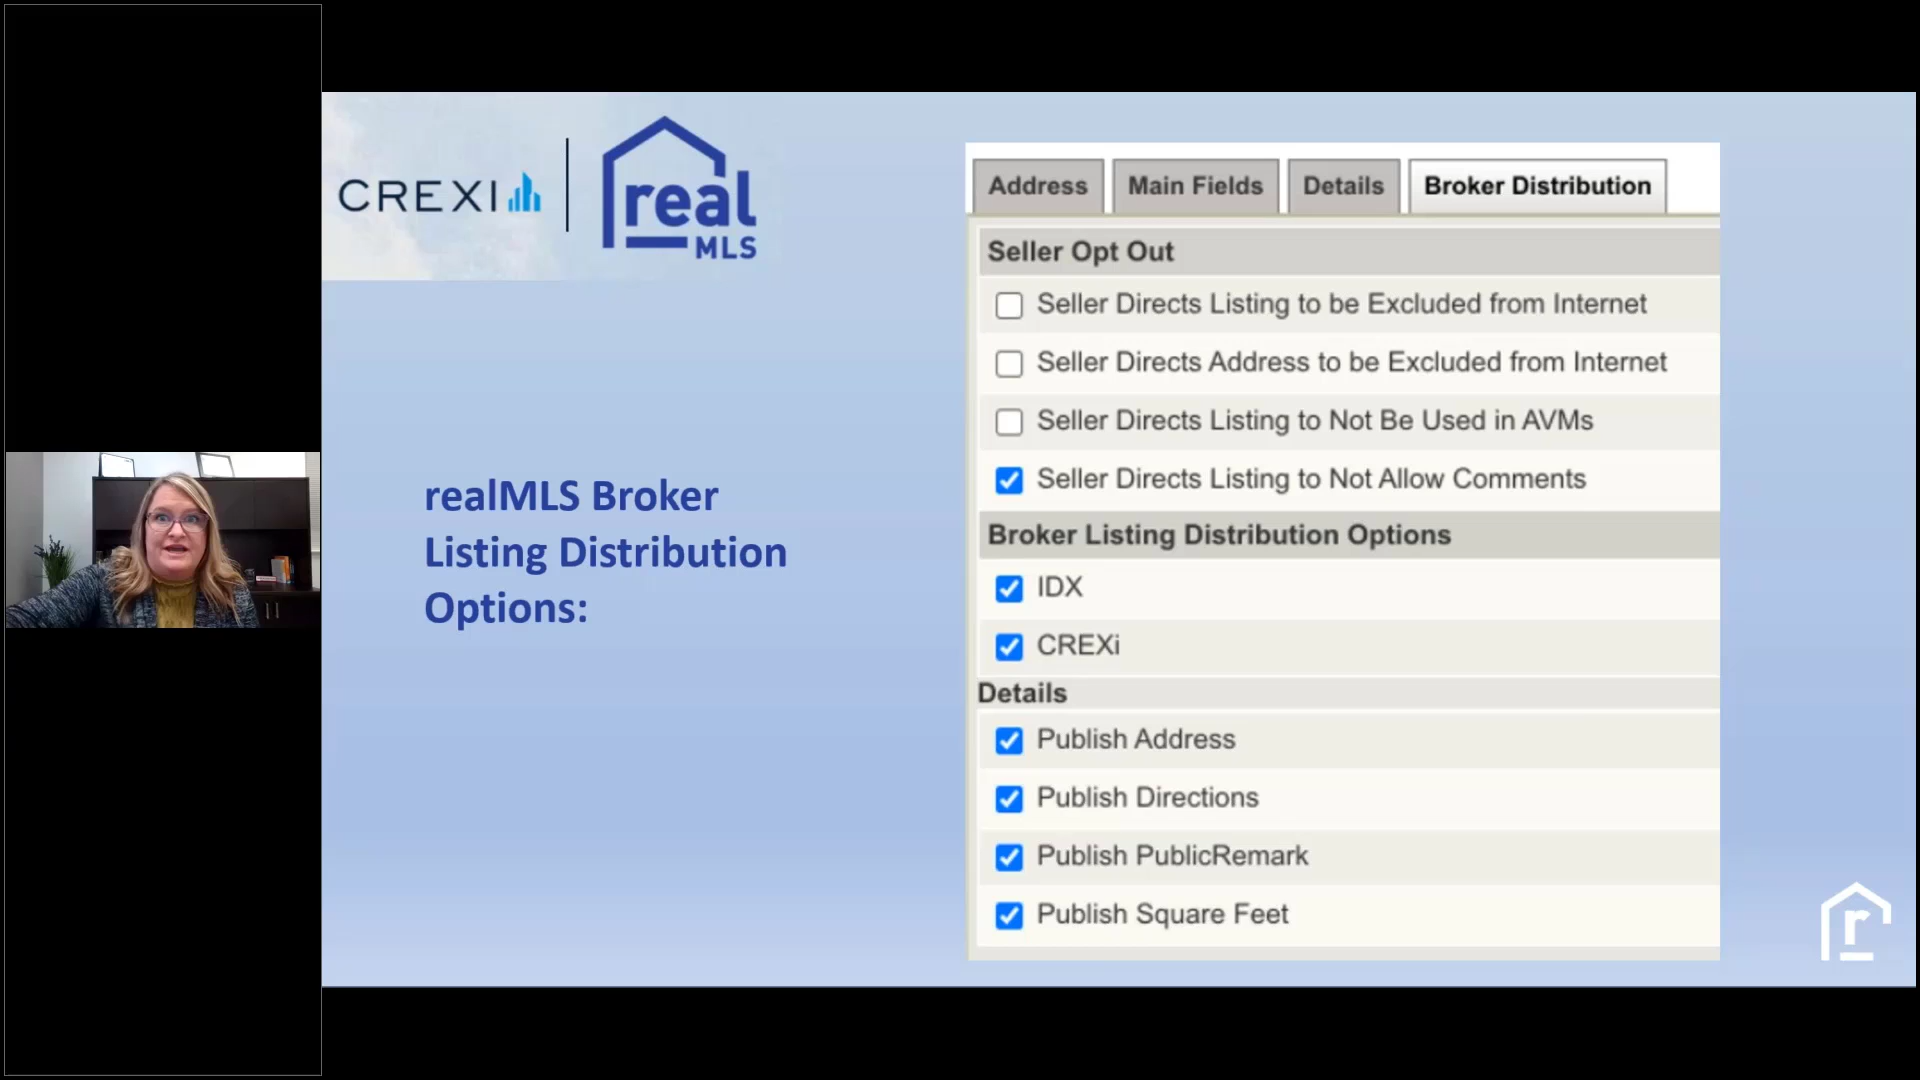 CREXI
real
MLS
realMLS Broker
Listing Distribution
Options:
Address Main Fields Details Broker Distribution
Seller Opt Out
Seller Directs Listing to be Excluded from Internet
Seller Directs Address to be Excluded from Internet
Seller Directs Listing to Not Be Used in AVMs
Seller Directs Listing to Not Allow Comments
Broker Listing Distribution Options
IDX
CREXi
Details
Publish Address
Publish Directions
Publish PublicRemark
Publish Square Feet
r